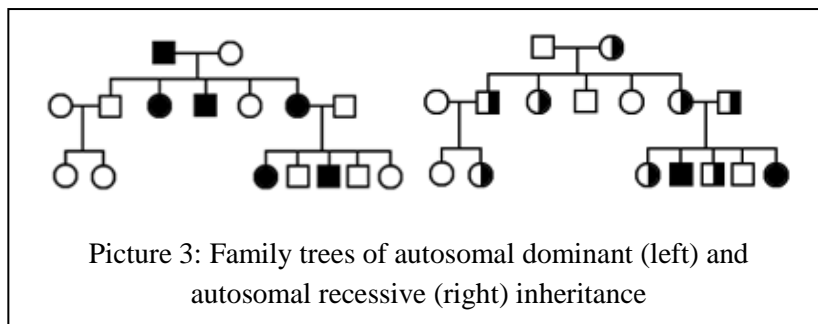 Picture 3: Family trees of autosomal dominant (left) and
autosomal recessive (right) inheritance